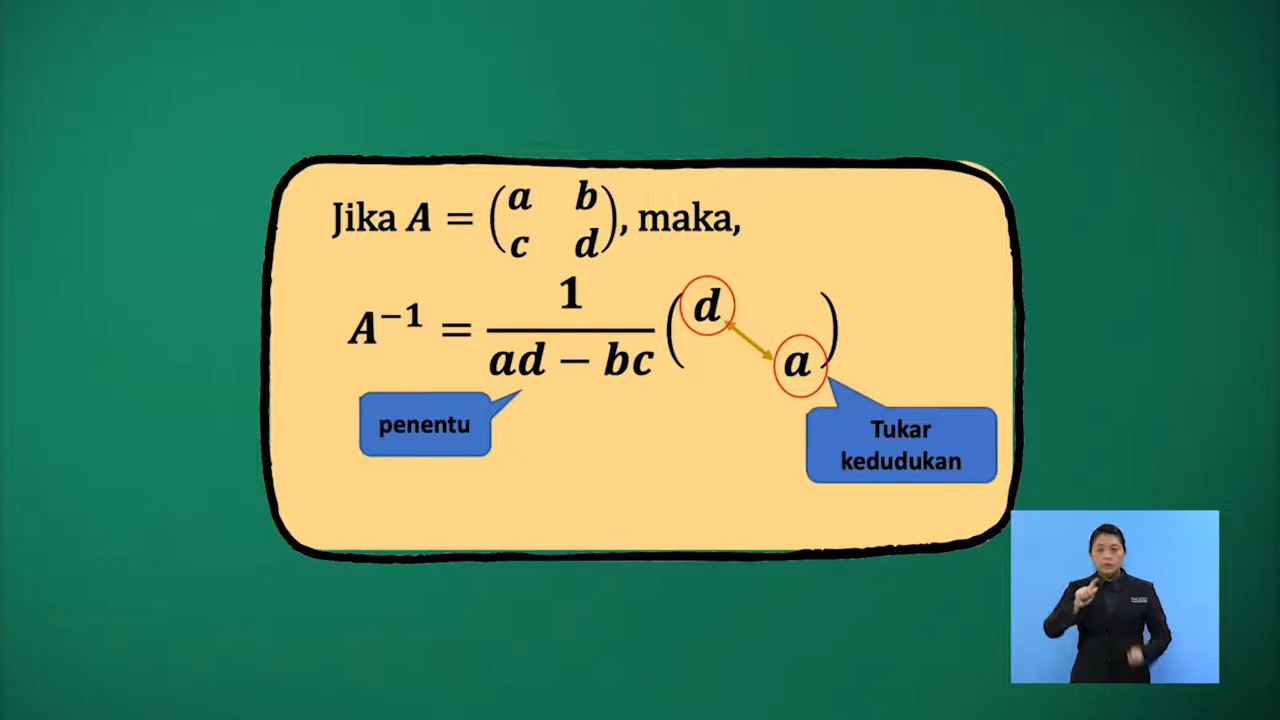 Jika A = (a b
c d), maka,
A⁻¹ = 1/(ad − bc) (d
a)
penentu
Tukar
kedudukan